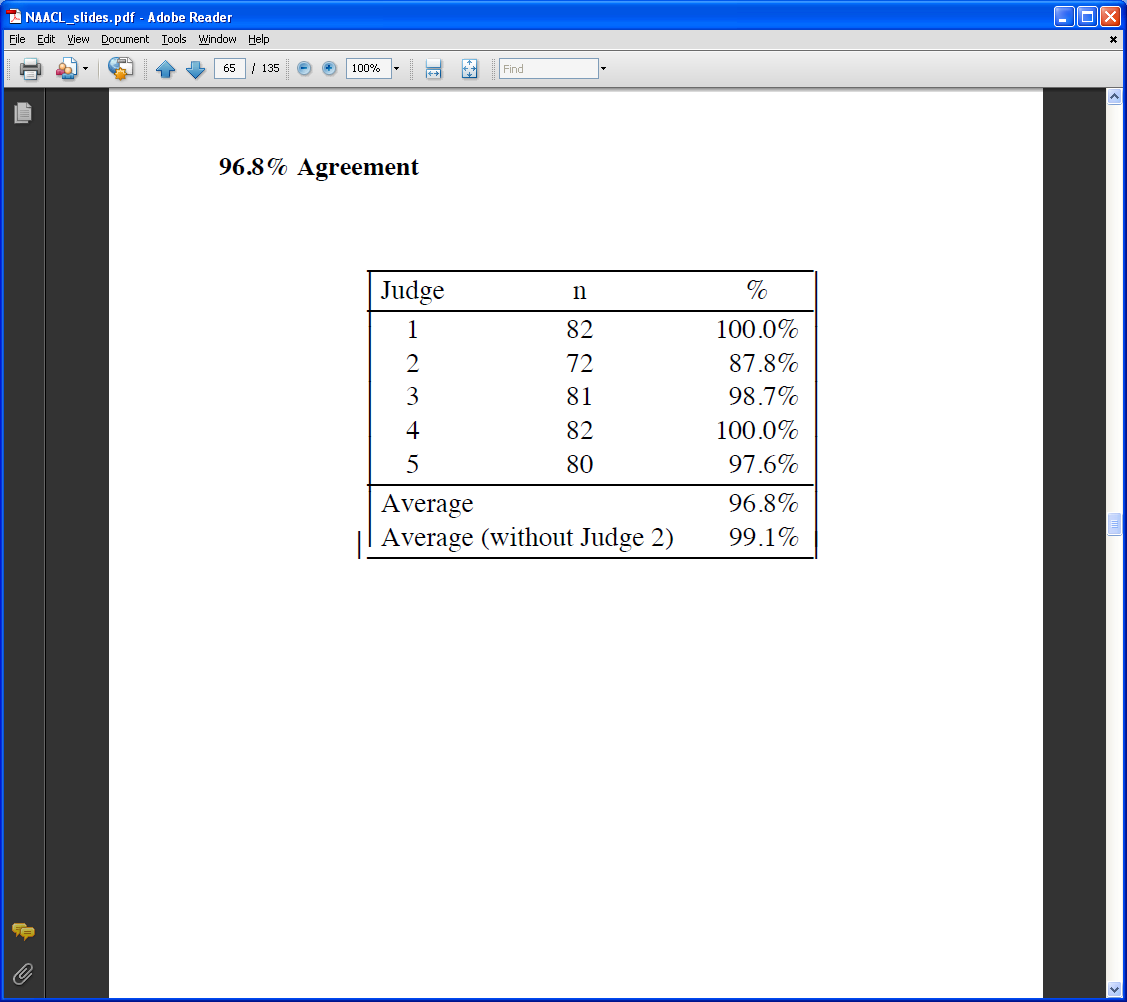 NAACL_slides.pdf - Adobe Reader
File Edit View Document Tools Window Help
65 / 135 100% Find
96.8% Agreement
Judge n %
1 82 100.0%
2 72 87.8%
3 81 98.7%
4 82 100.0%
5 80 97.6%
Average 96.8%
Average (without Judge 2) 99.1%